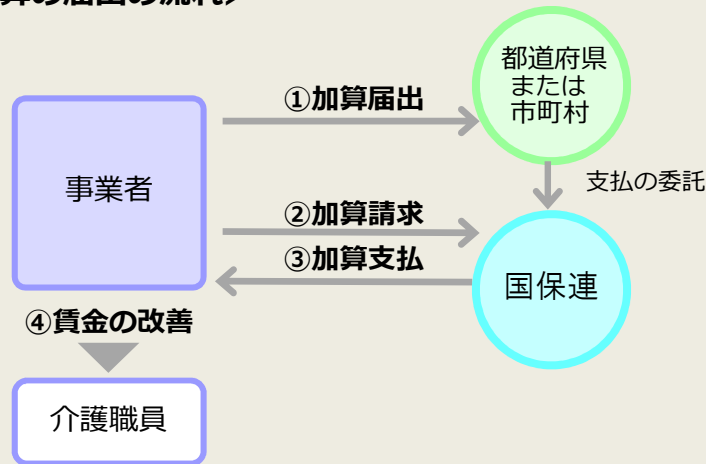 算の届出の流れ>
都道府県
または
市町村
①加算届出
事業者
支払の委託
②加算請求
③加算支払
国保連
④賃金の改善
介護職員